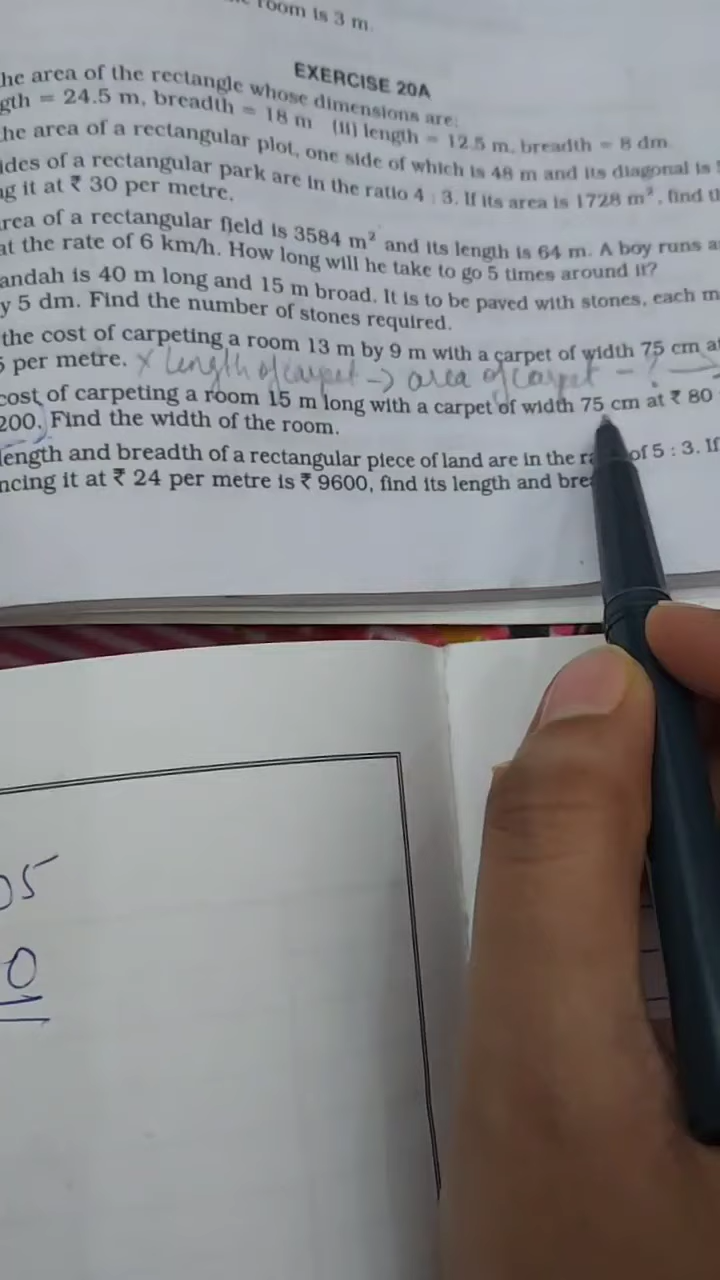 room is 3 m.
EXERCISE 20A
he area of the rectangle whose dimensions are:
gth = 24.5 m, breadth = 18 m (ii) length = 12.5 m, breadth = 8 dm
he area of a rectangular plot, one side of which is 48 m and its diagonal is
ides of a rectangular park are in the ratio 4 : 3. If its area is 1728 m², find t
g it at ₹ 30 per metre.
rea of a rectangular field is 3584 m² and its length is 64 m. A boy runs a
at the rate of 6 km/h. How long will he take to go 5 times around it?
andah is 40 m long and 15 m broad. It is to be paved with stones, each m
y 5 dm. Find the number of stones required.
the cost of carpeting a room 13 m by 9 m with a carpet of width 75 cm at
5 per metre. x length of carpet -> area of carpet - ?
cost of carpeting a room 15 m long with a carpet of width 75 cm at ₹ 80
200. Find the width of the room.
length and breadth of a rectangular piece of land are in the ra of 5 : 3. If
ncing it at ₹ 24 per metre is ₹ 9600, find its length and bre
05
0